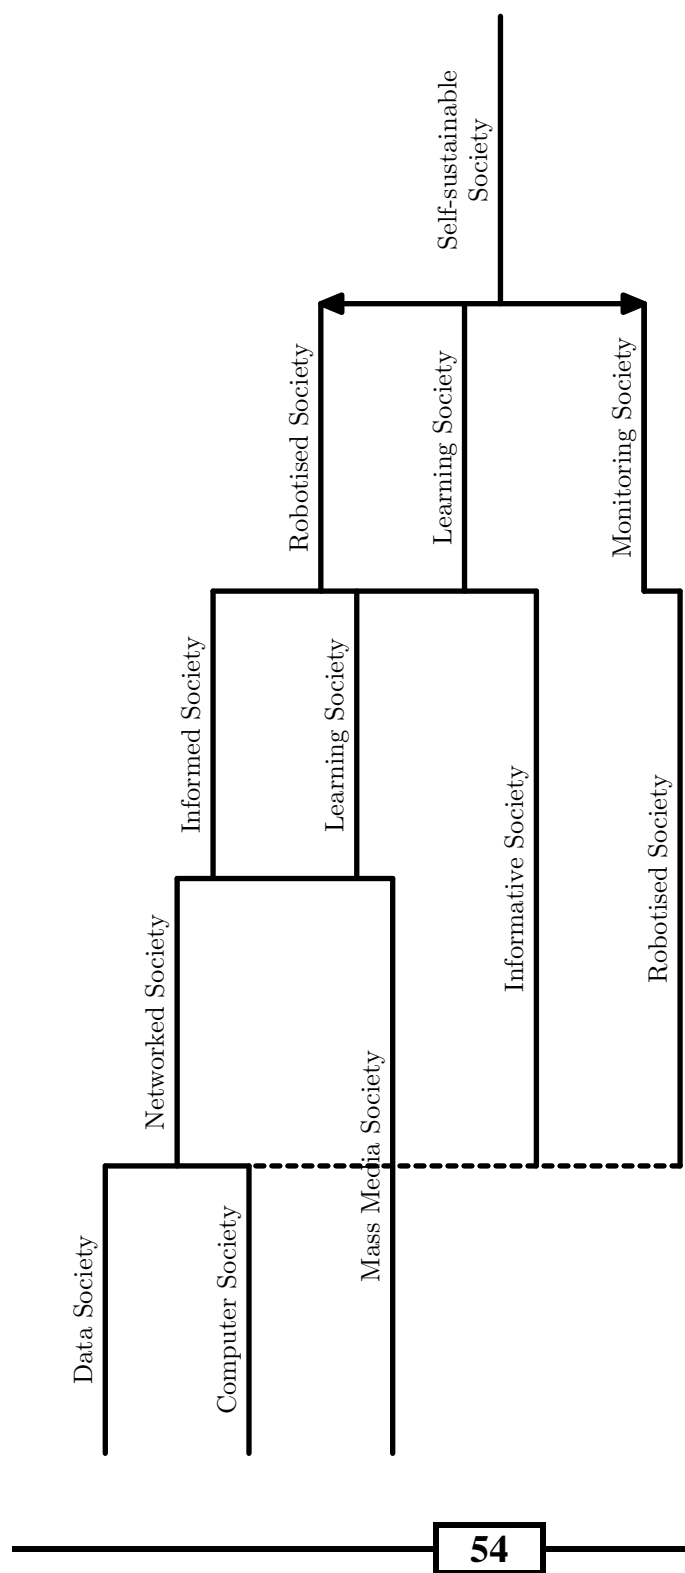 Self-sustainable
Society
Robotised Society
Learning Society
Monitoring Society
Informed Society
Learning Society
Informative Society
Robotised Society
Networked Society
Mass Media Society
Data Society
Computer Society
54